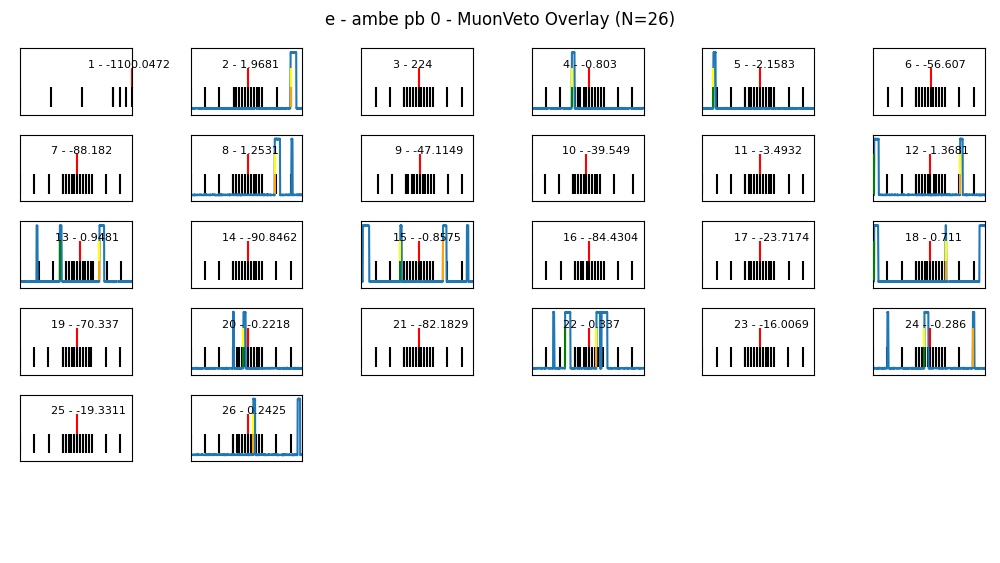 e - ambe pb 0 - MuonVeto Overlay (N=26)
1 - -1100.0472
2 - 1.9681
3 - 224
4 - -0.803
5 - -2.1583
6 - -56.607
7 - -88.182
8 - 1.2531
9 - -47.1149
10 - -39.549
11 - -3.4932
12 - 1.3681
13 - 0.9481
14 - -90.8462
15 - -0.8575
16 - -84.4304
17 - -23.7174
18 - 0.711
19 - -70.337
20 - -0.2218
21 - -82.1829
22 - 0.337
23 - -16.0069
24 - -0.286
25 - -19.3311
26 - 0.2425